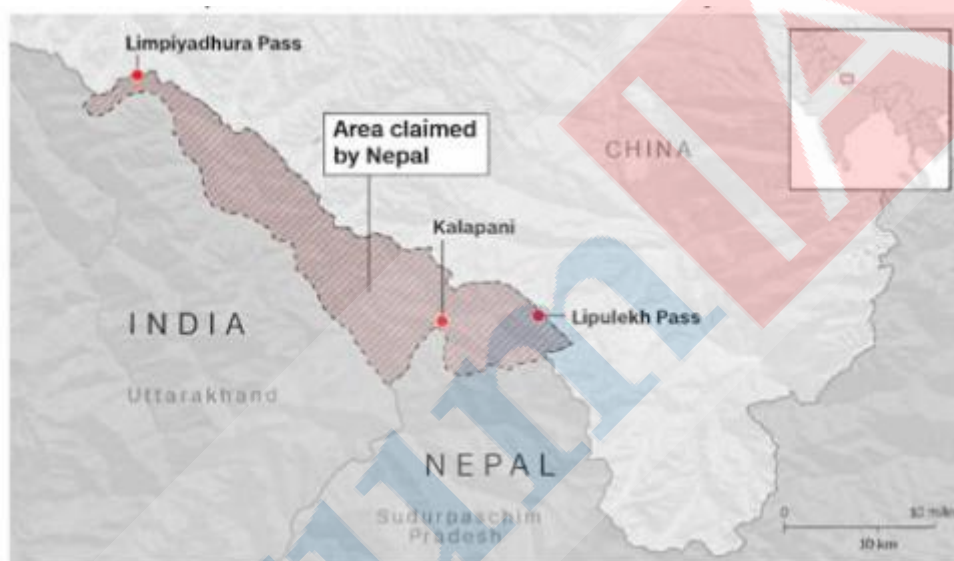 Limpiyadhura Pass
Area claimed
by Nepal
CHINA
Kalapani
Lipulekh Pass
INDIA
Uttarakhand
NEPAL
Sudurpaschim
Pradesh
0
10 km